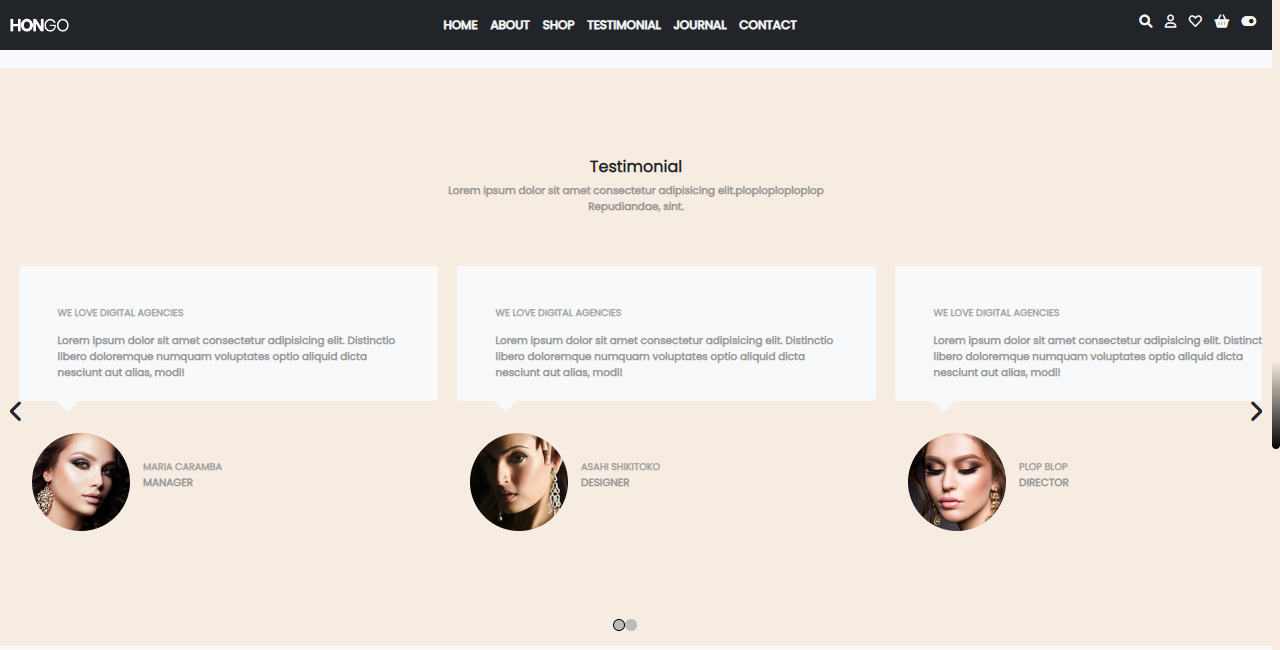 HONGO
HOME ABOUT SHOP TESTIMONIAL JOURNAL CONTACT
Testimonial
Lorem ipsum dolor sit amet consectetur adipisicing elit.ploploploploplop
Repudiandae, sint.
WE LOVE DIGITAL AGENCIES
Lorem ipsum dolor sit amet consectetur adipisicing elit. Distinctio
libero doloremque numquam voluptates optio aliquid dicta
nesciunt aut alias, modi!
MARIA CARAMBA
MANAGER
WE LOVE DIGITAL AGENCIES
Lorem ipsum dolor sit amet consectetur adipisicing elit. Distinctio
libero doloremque numquam voluptates optio aliquid dicta
nesciunt aut alias, modi!
ASAHI SHIKITOKO
DESIGNER
WE LOVE DIGITAL AGENCIES
Lorem ipsum dolor sit amet consectetur adipisicing elit. Distinct
libero doloremque numquam voluptates optio aliquid dicta
nesciunt aut alias, modi!
PLOP BLOP
DIRECTOR